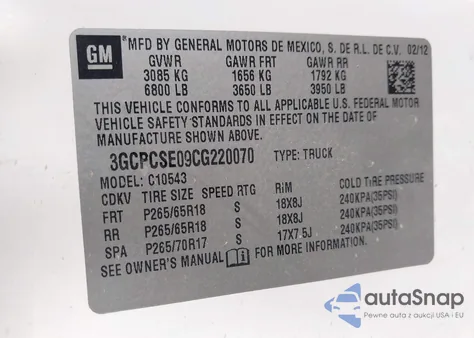 GM
MFD BY GENERAL MOTORS DE MEXICO, S. DE R.L. DE C.V. 02/12
GVWR GAWR FRT GAWR RR
3085 KG 1656 KG 1792 KG
6800 LB 3650 LB 3950 LB
THIS VEHICLE CONFORMS TO ALL APPLICABLE U.S. FEDERAL MOTOR
VEHICLE SAFETY STANDARDS IN EFFECT ON THE DATE OF
MANUFACTURE SHOWN ABOVE.
3GCPCSE09CG220070 TYPE: TRUCK
MODEL: C10543
CDKV TIRE SIZE SPEED RTG RIM COLD TIRE PRESSURE
FRT P265/65R18 S 18X8J 240KPA(35PSI)
RR P265/65R18 S 18X8J 240KPA(35PSI)
SPA P265/70R17 S 17X7.5J 240KPA(35PSI)
SEE OWNER'S MANUAL FOR MORE INFORMATION.
autaSnap
Pewne auta z aukcji USA i EU